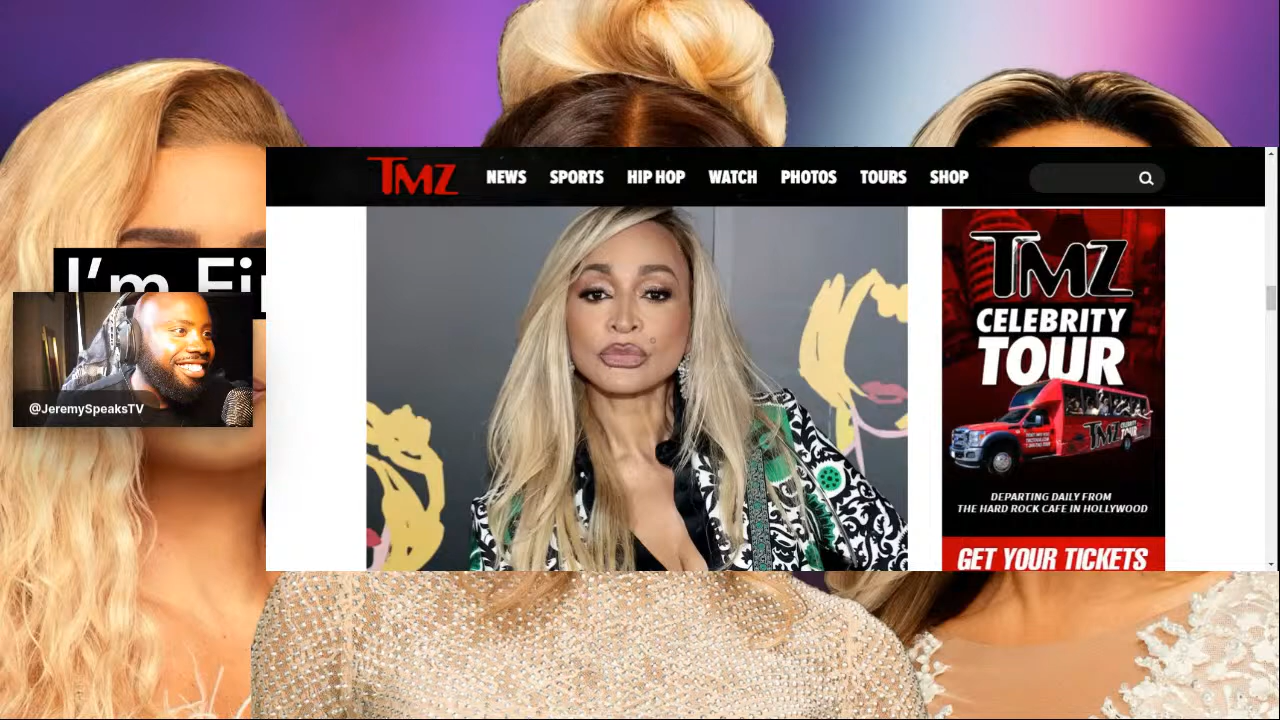 TMZ NEWS SPORTS HIP HOP WATCH PHOTOS TOURS SHOP
I'm
@JeremySpeaksTV
TMZ
CELEBRITY
TOUR
TMZ
DEPARTING DAILY FROM
THE HARD ROCK CAFE IN HOLLYWOOD
GET YOUR TICKETS